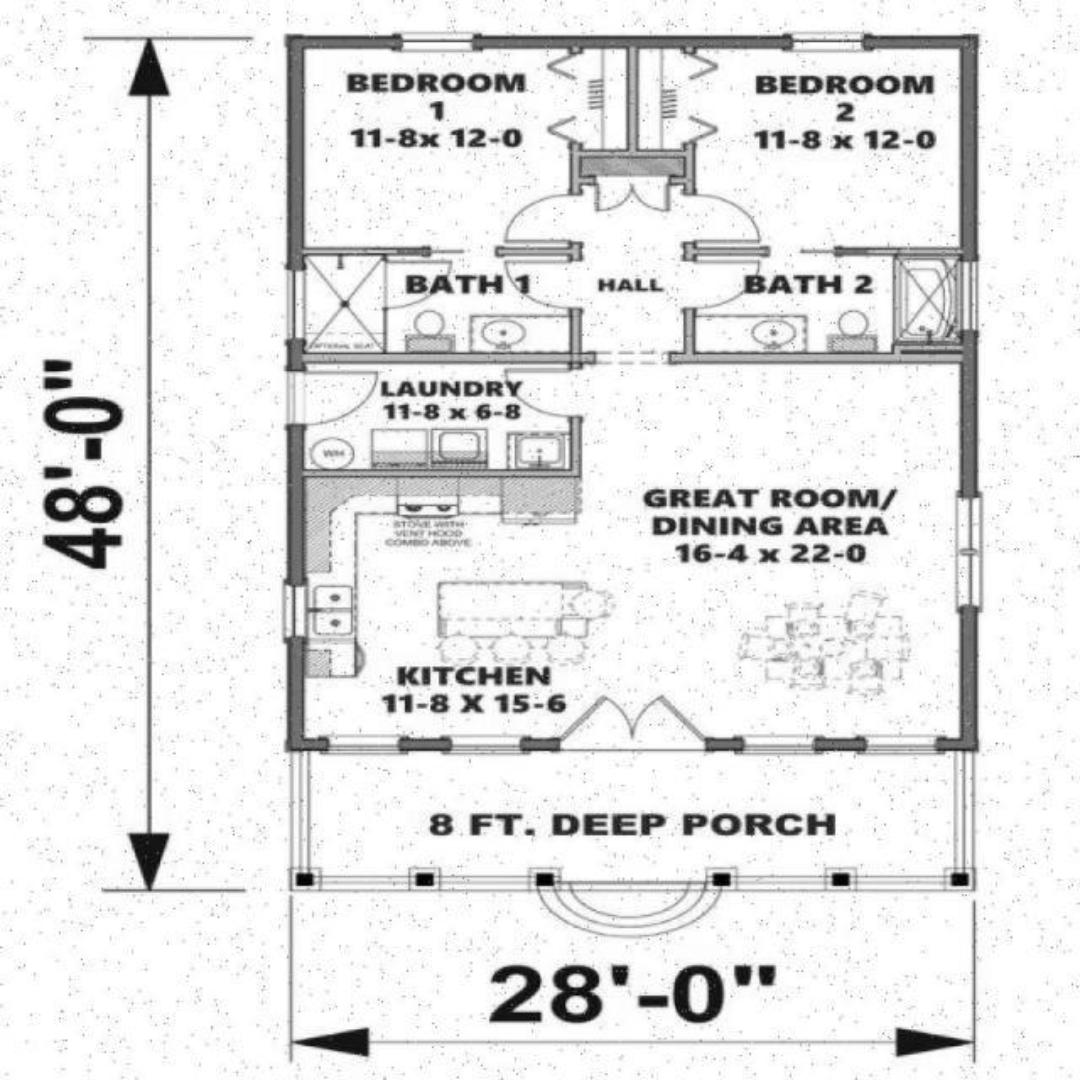 BEDROOM
1
11-8x 12-0
BEDROOM
2
11-8 x 12-0
BATH 1
HALL
BATH 2
OPTIONAL SEAT
LAUNDRY
11-8 x 6-8
WH
48'-0"
GREAT ROOM/
DINING AREA
16-4 x 22-0
STOVE WITH
VENT HOOD
COMBO ABOVE
KITCHEN
11-8 X 15-6
8 FT. DEEP PORCH
28'-0"